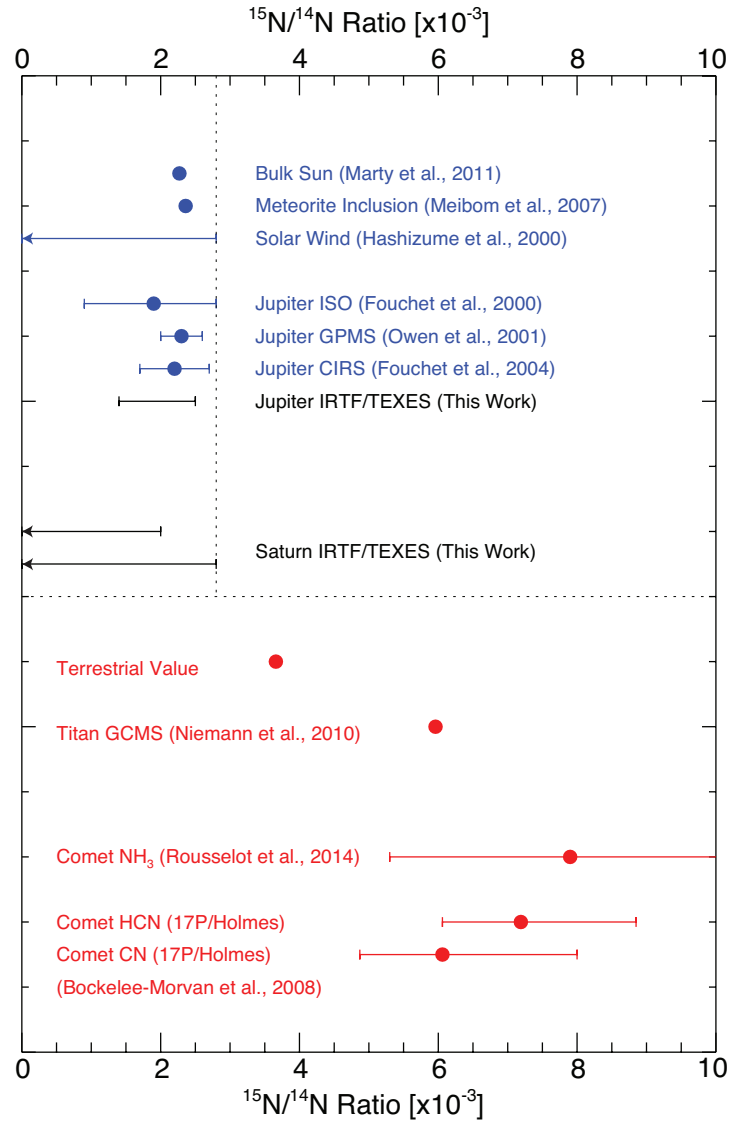 ¹⁵N/¹⁴N Ratio [x10⁻³]
0 2 4 6 8 10
Bulk Sun (Marty et al., 2011)
Meteorite Inclusion (Meibom et al., 2007)
Solar Wind (Hashizume et al., 2000)
Jupiter ISO (Fouchet et al., 2000)
Jupiter GPMS (Owen et al., 2001)
Jupiter CIRS (Fouchet et al., 2004)
Jupiter IRTF/TEXES (This Work)
Saturn IRTF/TEXES (This Work)
Terrestrial Value
Titan GCMS (Niemann et al., 2010)
Comet NH₃ (Rousselot et al., 2014)
Comet HCN (17P/Holmes)
Comet CN (17P/Holmes)
(Bockelee-Morvan et al., 2008)
0 2 4 6 8 10
¹⁵N/¹⁴N Ratio [x10⁻³]